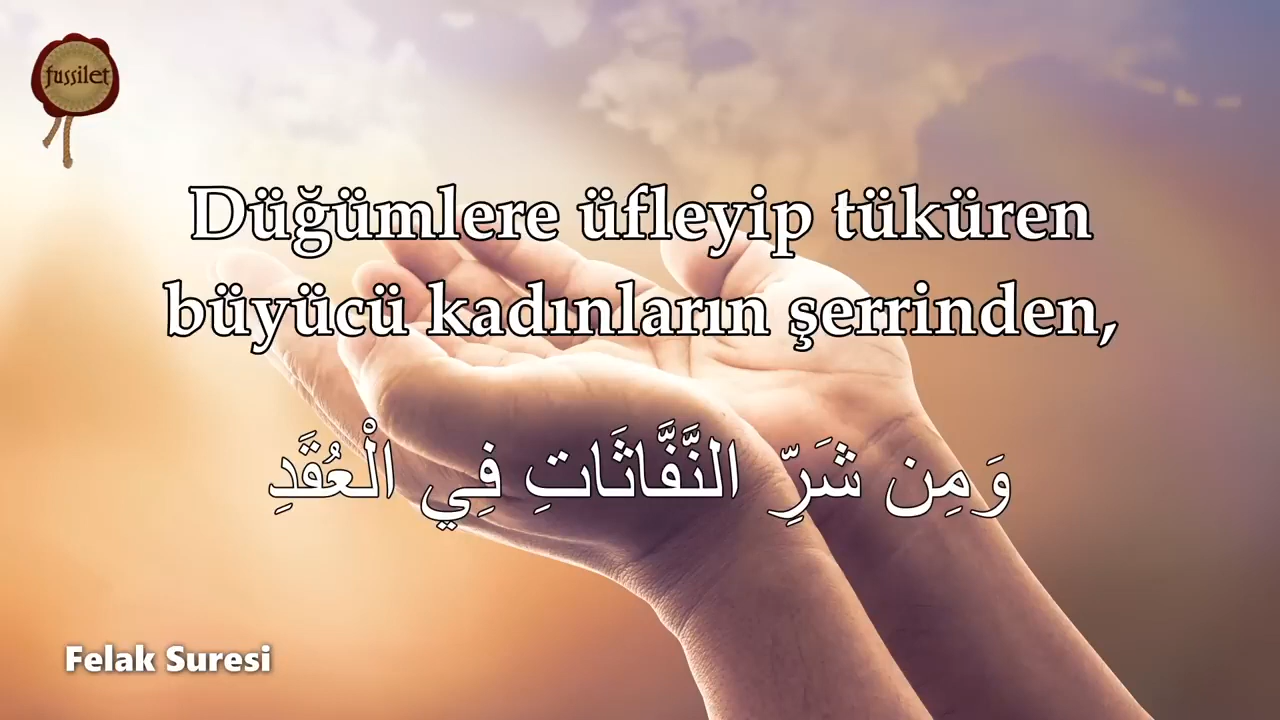 fussilet
Düğümlere üfleyip tüküren
büyücü kadınların şerrinden,
وَمِن شَرِّ النَّفَّاثَاتِ فِي الْعُقَدِ
Felak Suresi